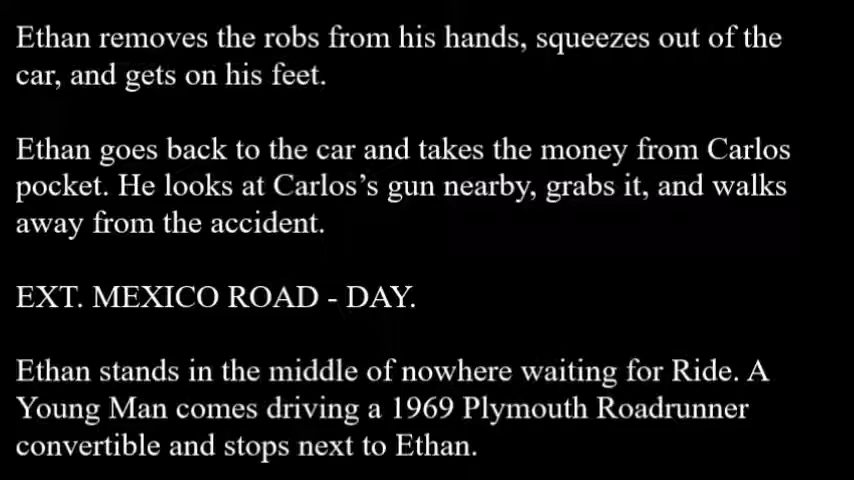 Ethan removes the robs from his hands, squeezes out of the
car, and gets on his feet.
Ethan goes back to the car and takes the money from Carlos
pocket. He looks at Carlos’s gun nearby, grabs it, and walks
away from the accident.
EXT. MEXICO ROAD - DAY.
Ethan stands in the middle of nowhere waiting for Ride. A
Young Man comes driving a 1969 Plymouth Roadrunner
convertible and stops next to Ethan.